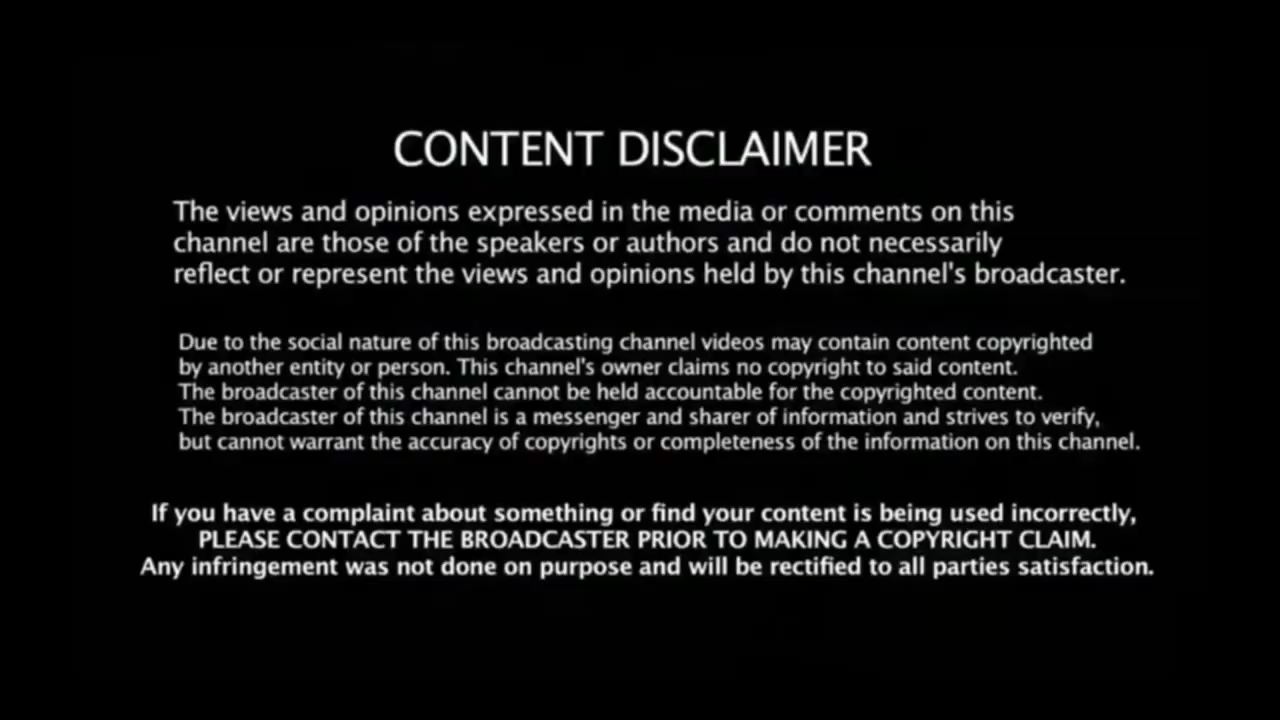 CONTENT DISCLAIMER
The views and opinions expressed in the media or comments on this
channel are those of the speakers or authors and do not necessarily
reflect or represent the views and opinions held by this channel's broadcaster.
Due to the social nature of this broadcasting channel videos may contain content copyrighted
by another entity or person. This channel's owner claims no copyright to said content.
The broadcaster of this channel cannot be held accountable for the copyrighted content.
The broadcaster of this channel is a messenger and sharer of information and strives to verify,
but cannot warrant the accuracy of copyrights or completeness of the information on this channel.
If you have a complaint about something or find your content is being used incorrectly,
PLEASE CONTACT THE BROADCASTER PRIOR TO MAKING A COPYRIGHT CLAIM.
Any infringement was not done on purpose and will be rectified to all parties satisfaction.